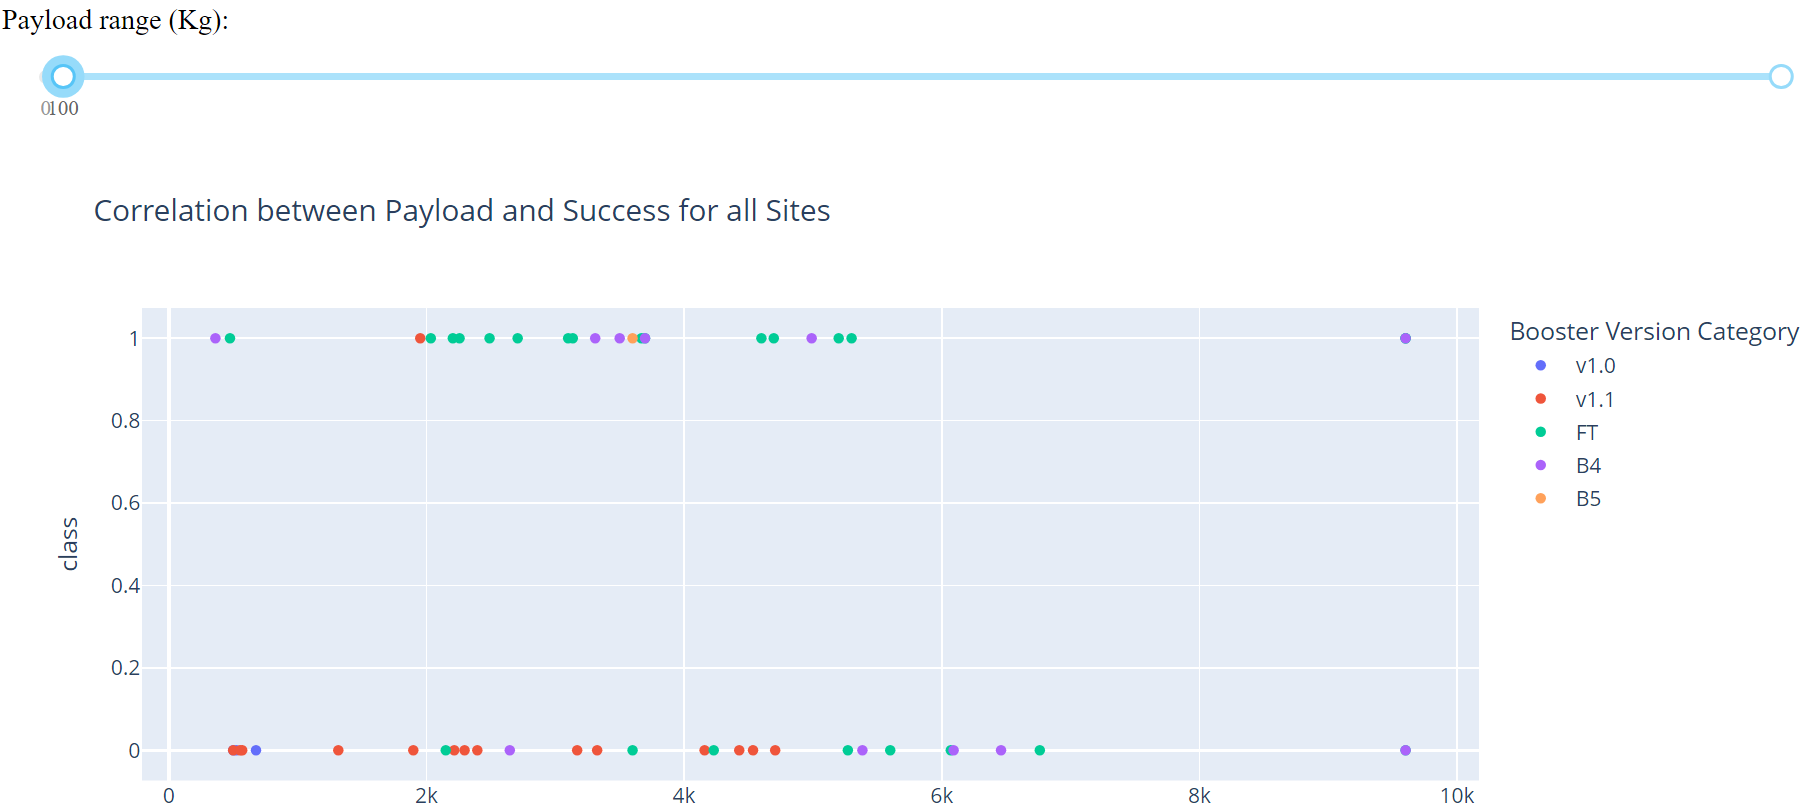 Payload range (Kg):
0100
Correlation between Payload and Success for all Sites
Booster Version Category
v1.0
v1.1
FT
B4
B5
class
1
0.8
0.6
0.4
0.2
0
0 2k 4k 6k 8k 10k